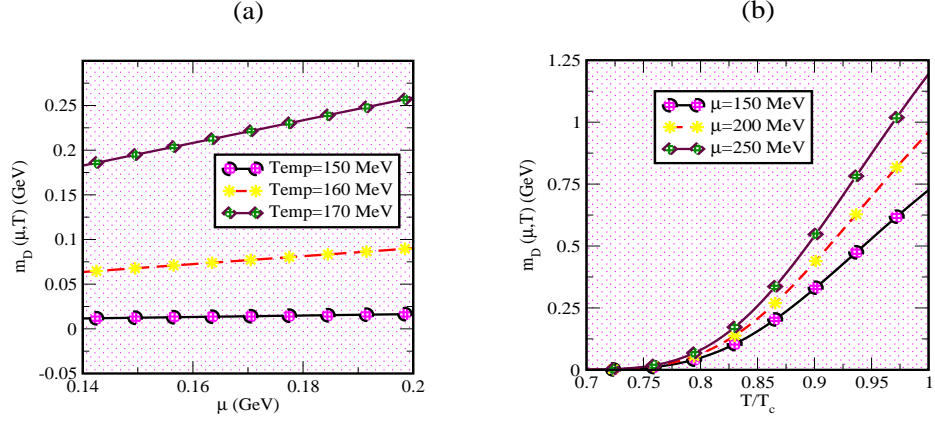 (a)
m_D (μ,T) (GeV)
0.25
0.2
0.15
0.1
0.05
0
-0.05
0.14
0.16
0.18
0.2
μ (GeV)
Temp=150 MeV
Temp=160 MeV
Temp=170 MeV
(b)
m_D (μ,T) (GeV)
1.25
1
0.75
0.5
0.25
0
0.7
0.75
0.8
0.85
0.9
0.95
1
T/T_c
μ=150 MeV
μ=200 MeV
μ=250 MeV